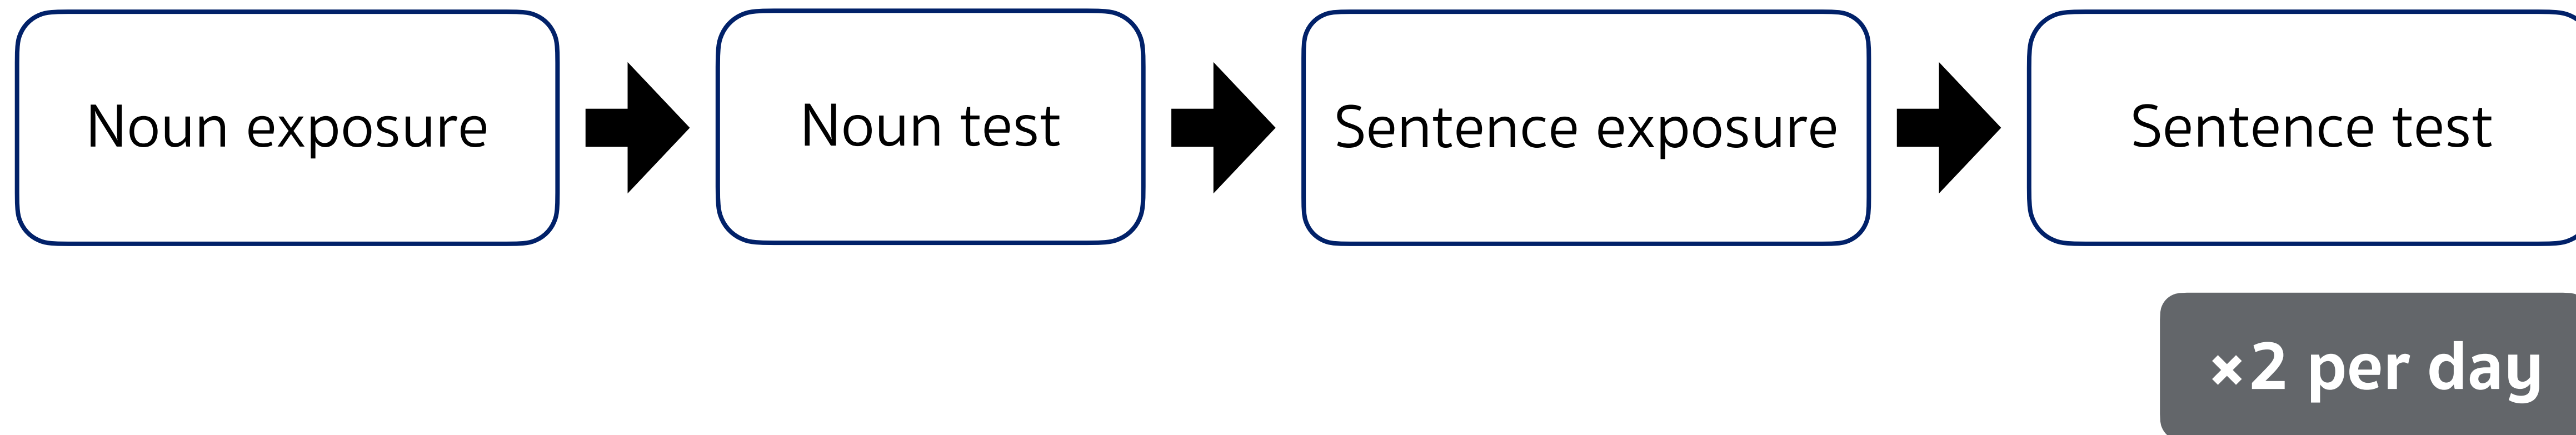 Noun exposure
Noun test
Sentence exposure
Sentence test
×2 per day